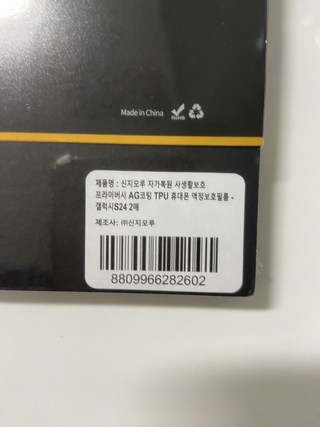 Made in China
RoHS
제품명 : 신지모루 자가복원 사생활보호
프라이버시 AG코팅 TPU 휴대폰 액정보호필름 -
갤럭시S24 2매
제조사: ㈜신지모루
8809966282602